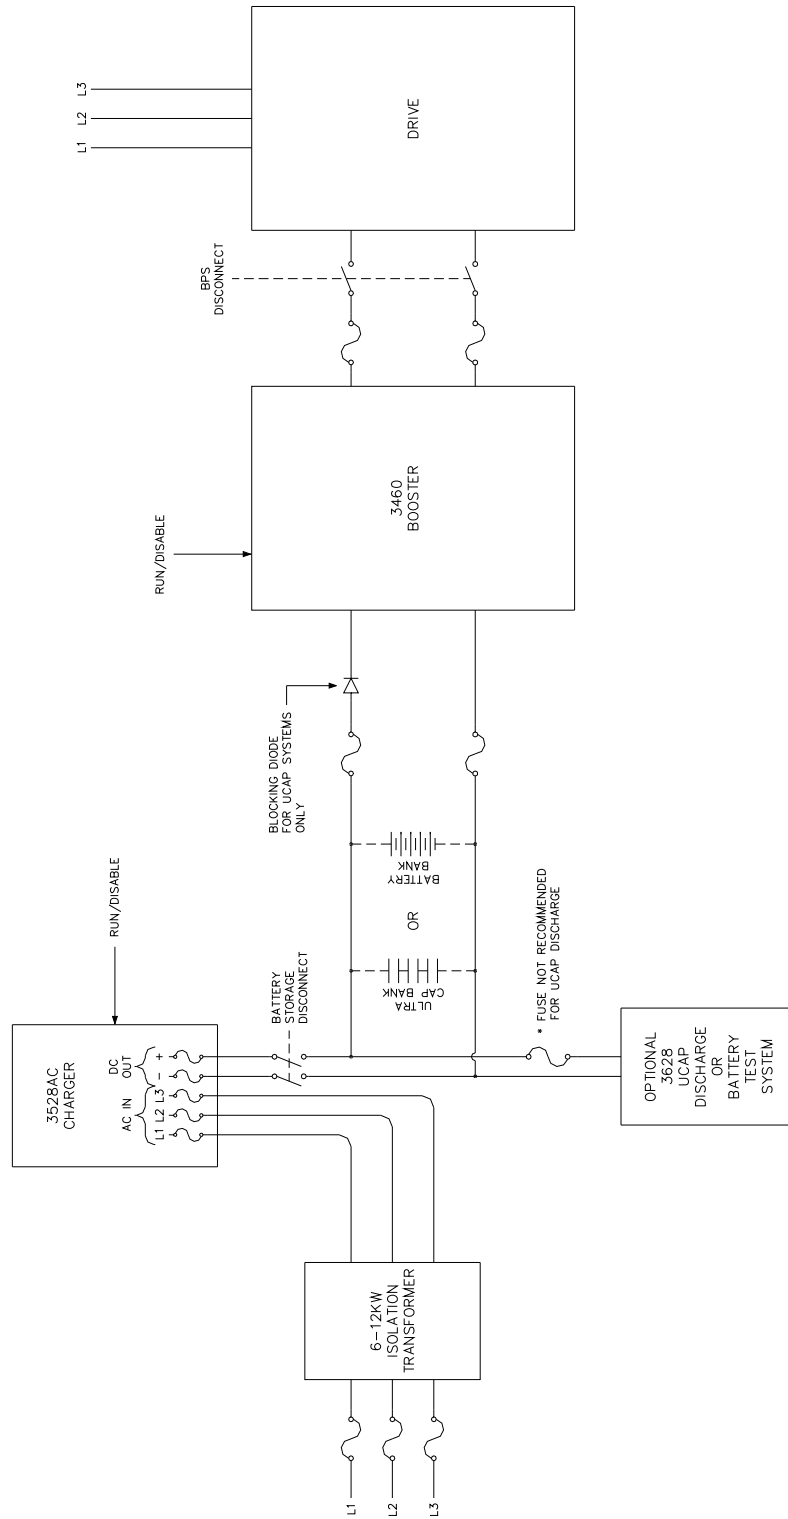 L1
L2
L3
6-12KW
ISOLATION
TRANSFORMER
3528AC
CHARGER
AC IN
DC
OUT
L1
L2
L3
-
+
RUN/DISABLE
BATTERY
STORAGE
DISCONNECT
ULTRA
CAP BANK
OR
BATTERY
BANK
* FUSE NOT RECOMMENDED
FOR UCAP DISCHARGE
OPTIONAL
3628
UCAP
DISCHARGE
OR
BATTERY
TEST
SYSTEM
BLOCKING DIODE
FOR UCAP SYSTEMS
ONLY
RUN/DISABLE
3460
BOOSTER
BPS
DISCONNECT
L1
L2
L3
DRIVE